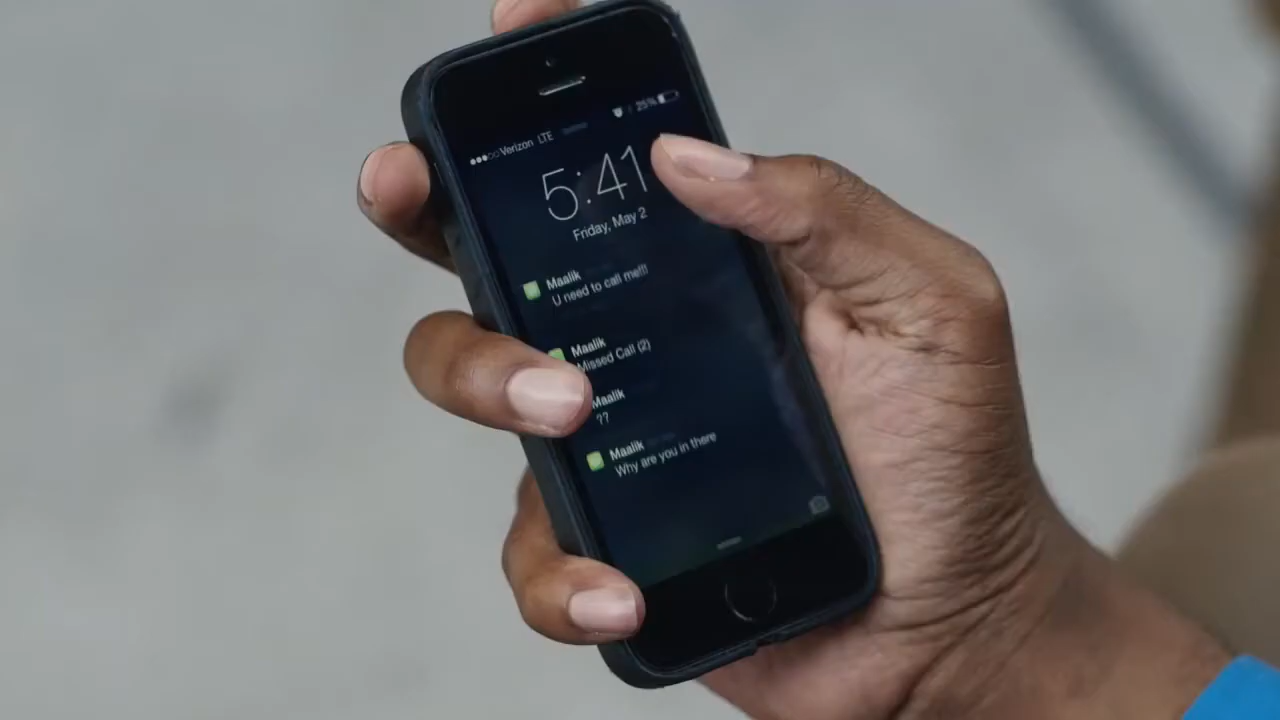 Verizon LTE
25%
5:41
Friday, May 2
Maalik
U need to call me!!!
Maalik
Missed Call (2)
Maalik
??
Maalik
Why are you in there